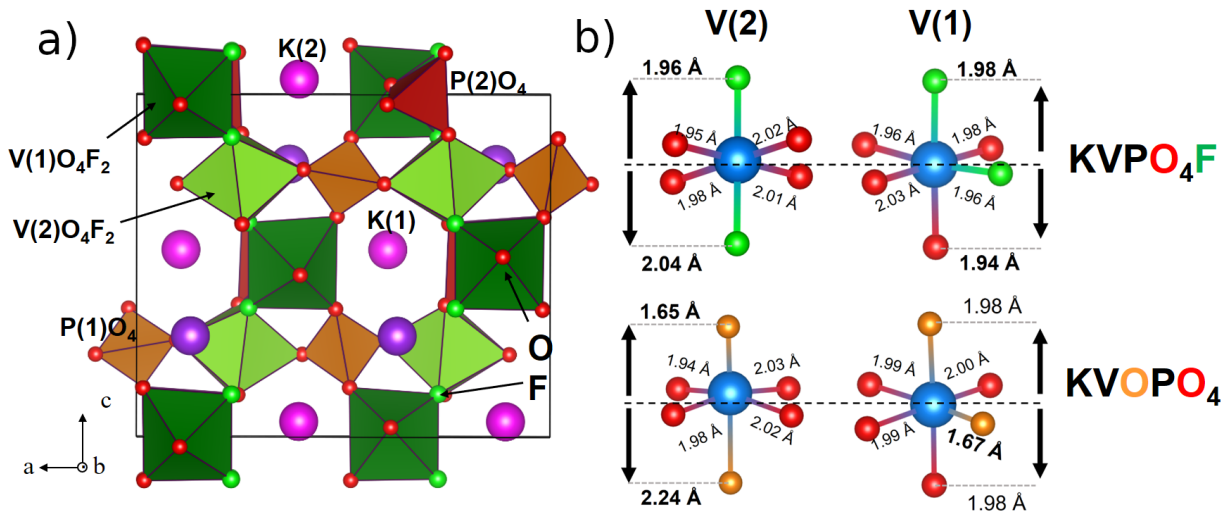 a)
K(2)
P(2)O4
V(1)O4F2
V(2)O4F2
K(1)
P(1)O4
O
F
c
a
b
b)
V(2)
V(1)
1.96 Å
1.95 Å
2.02 Å
1.98 Å
2.01 Å
2.04 Å
1.98 Å
1.96 Å
1.98 Å
2.03 Å
1.96 Å
1.94 Å
KVPO4F
1.65 Å
1.94 Å
2.03 Å
1.98 Å
2.02 Å
2.24 Å
1.98 Å
1.99 Å
2.00 Å
1.99 Å
1.67 Å
1.98 Å
KVOPO4